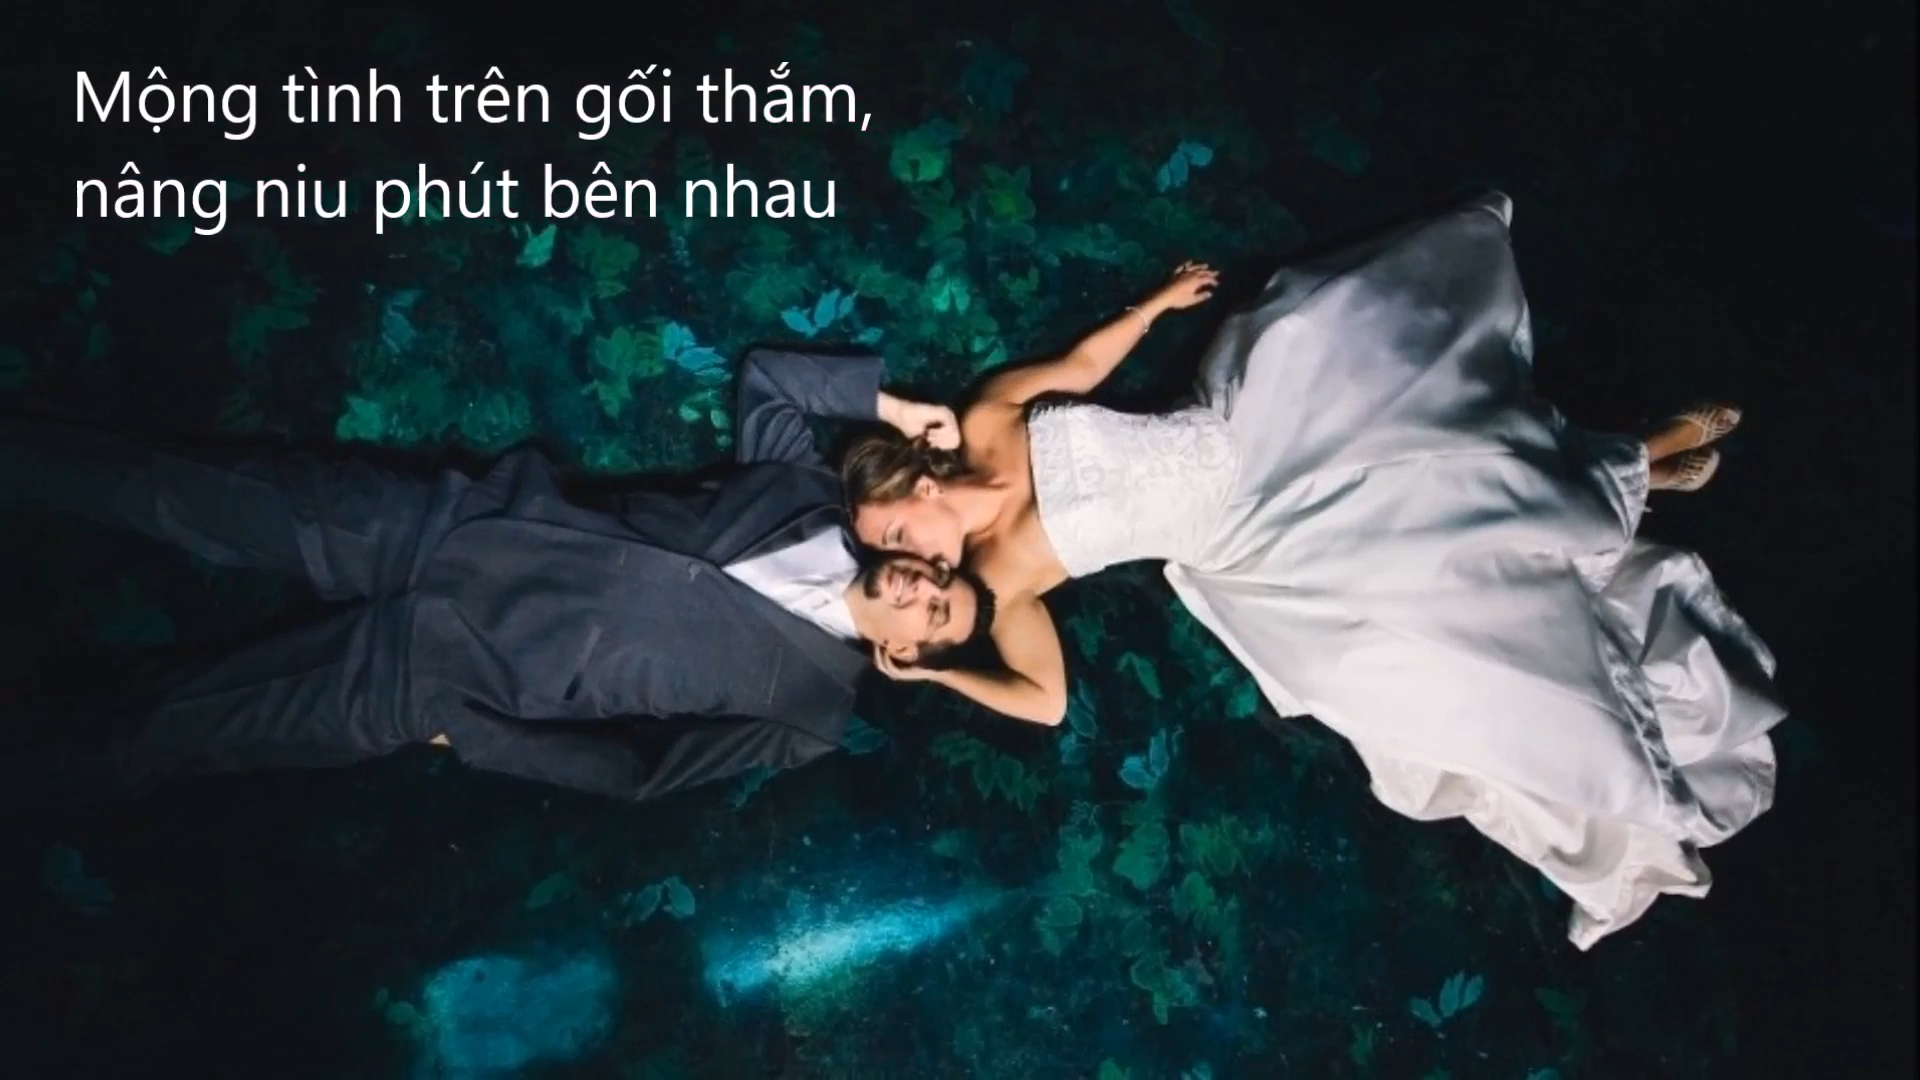 Mộng tình trên gối thắm,
nâng niu phút bên nhau